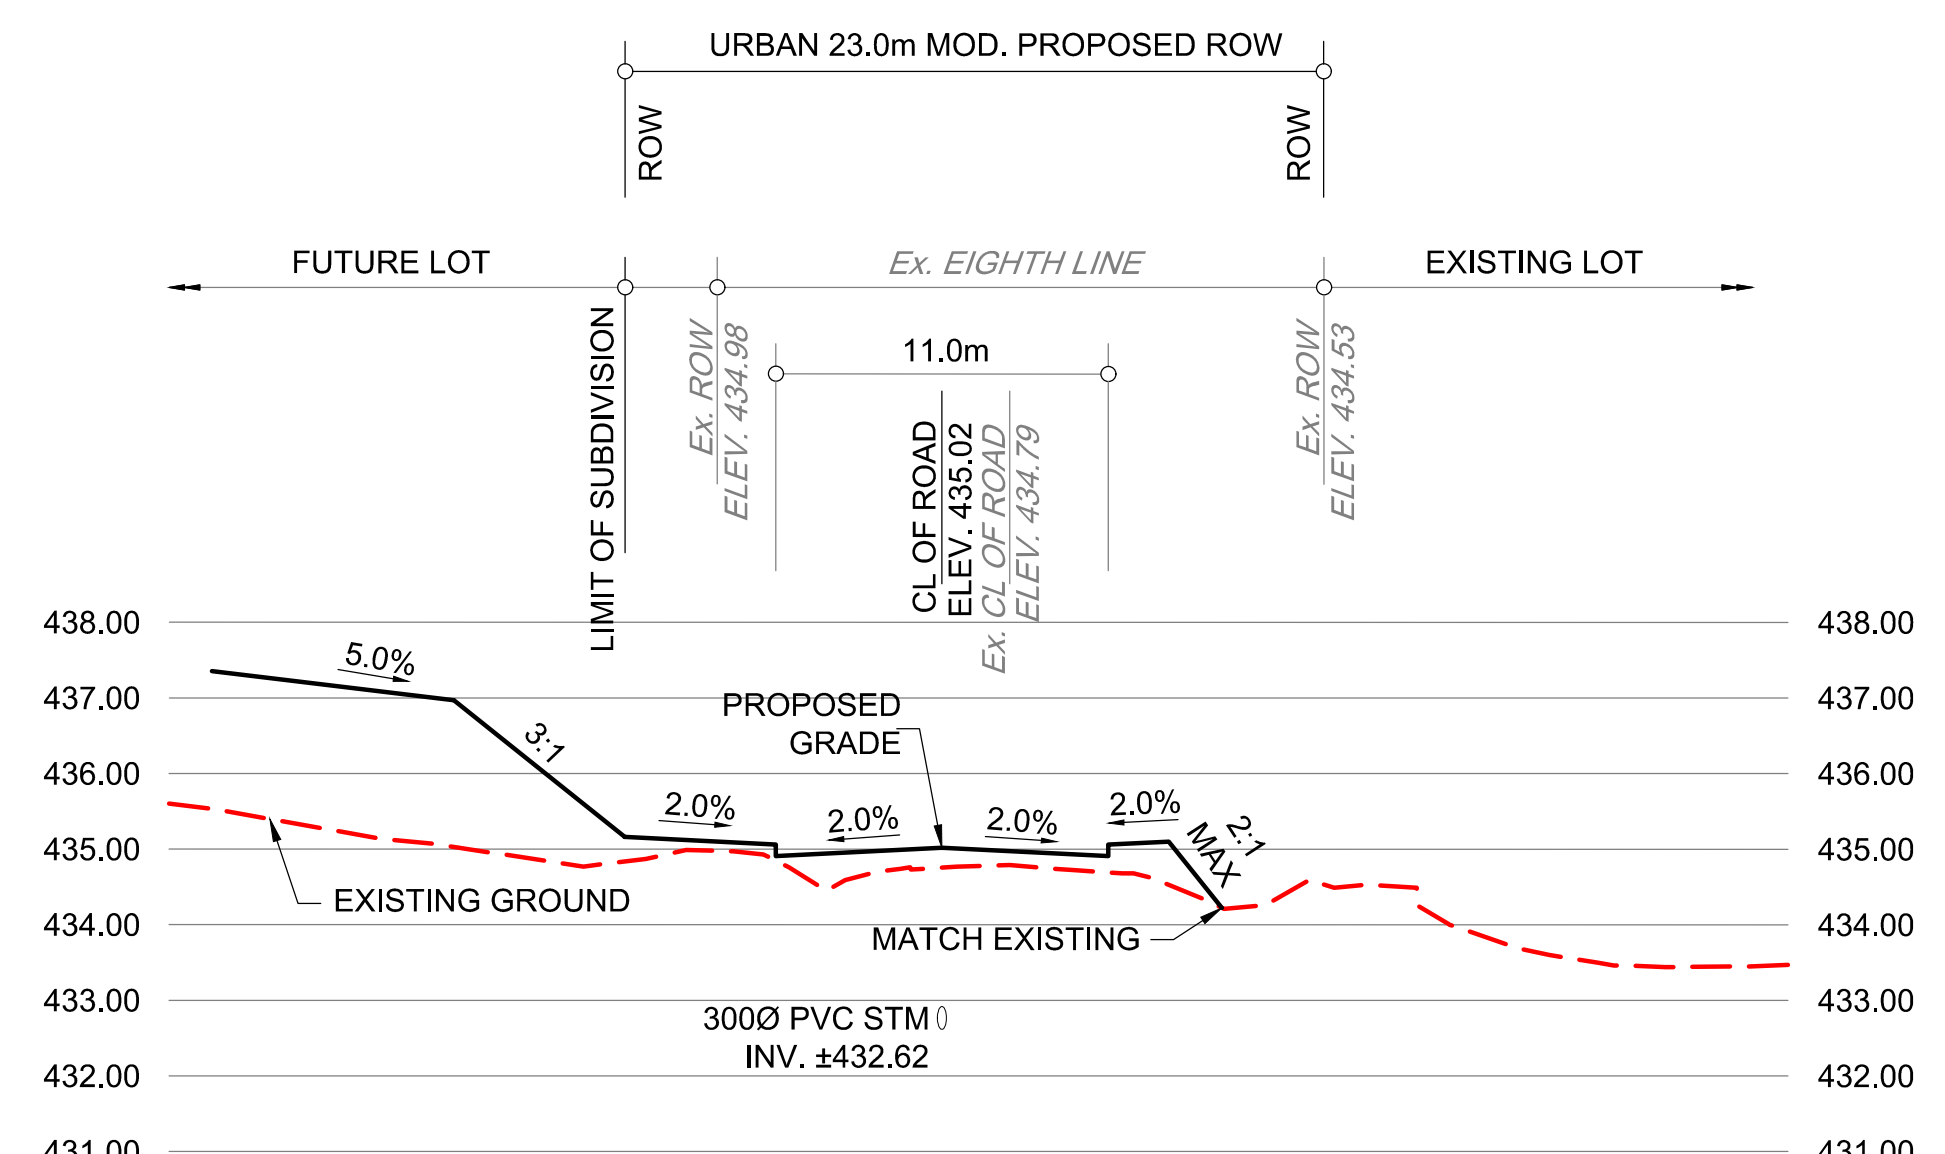 URBAN 23.0m MOD. PROPOSED ROW
ROW
ROW
FUTURE LOT
Ex. EIGHTH LINE
EXISTING LOT
LIMIT OF SUBDIVISION
Ex. ROW
ELEV. 434.98
11.0m
CL OF ROAD
ELEV. 435.02
Ex. CL OF ROAD
ELEV. 434.79
Ex. ROW
ELEV. 434.53
438.00
438.00
5.0%
437.00
437.00
PROPOSED
GRADE
3:1
436.00
436.00
2.0%
2.0%
2.0%
2.0%
2:1
MAX
435.00
435.00
EXISTING GROUND
434.00
434.00
MATCH EXISTING
433.00
433.00
300Ø PVC STM
INV. ±432.62
432.00
432.00
431.00
431.00